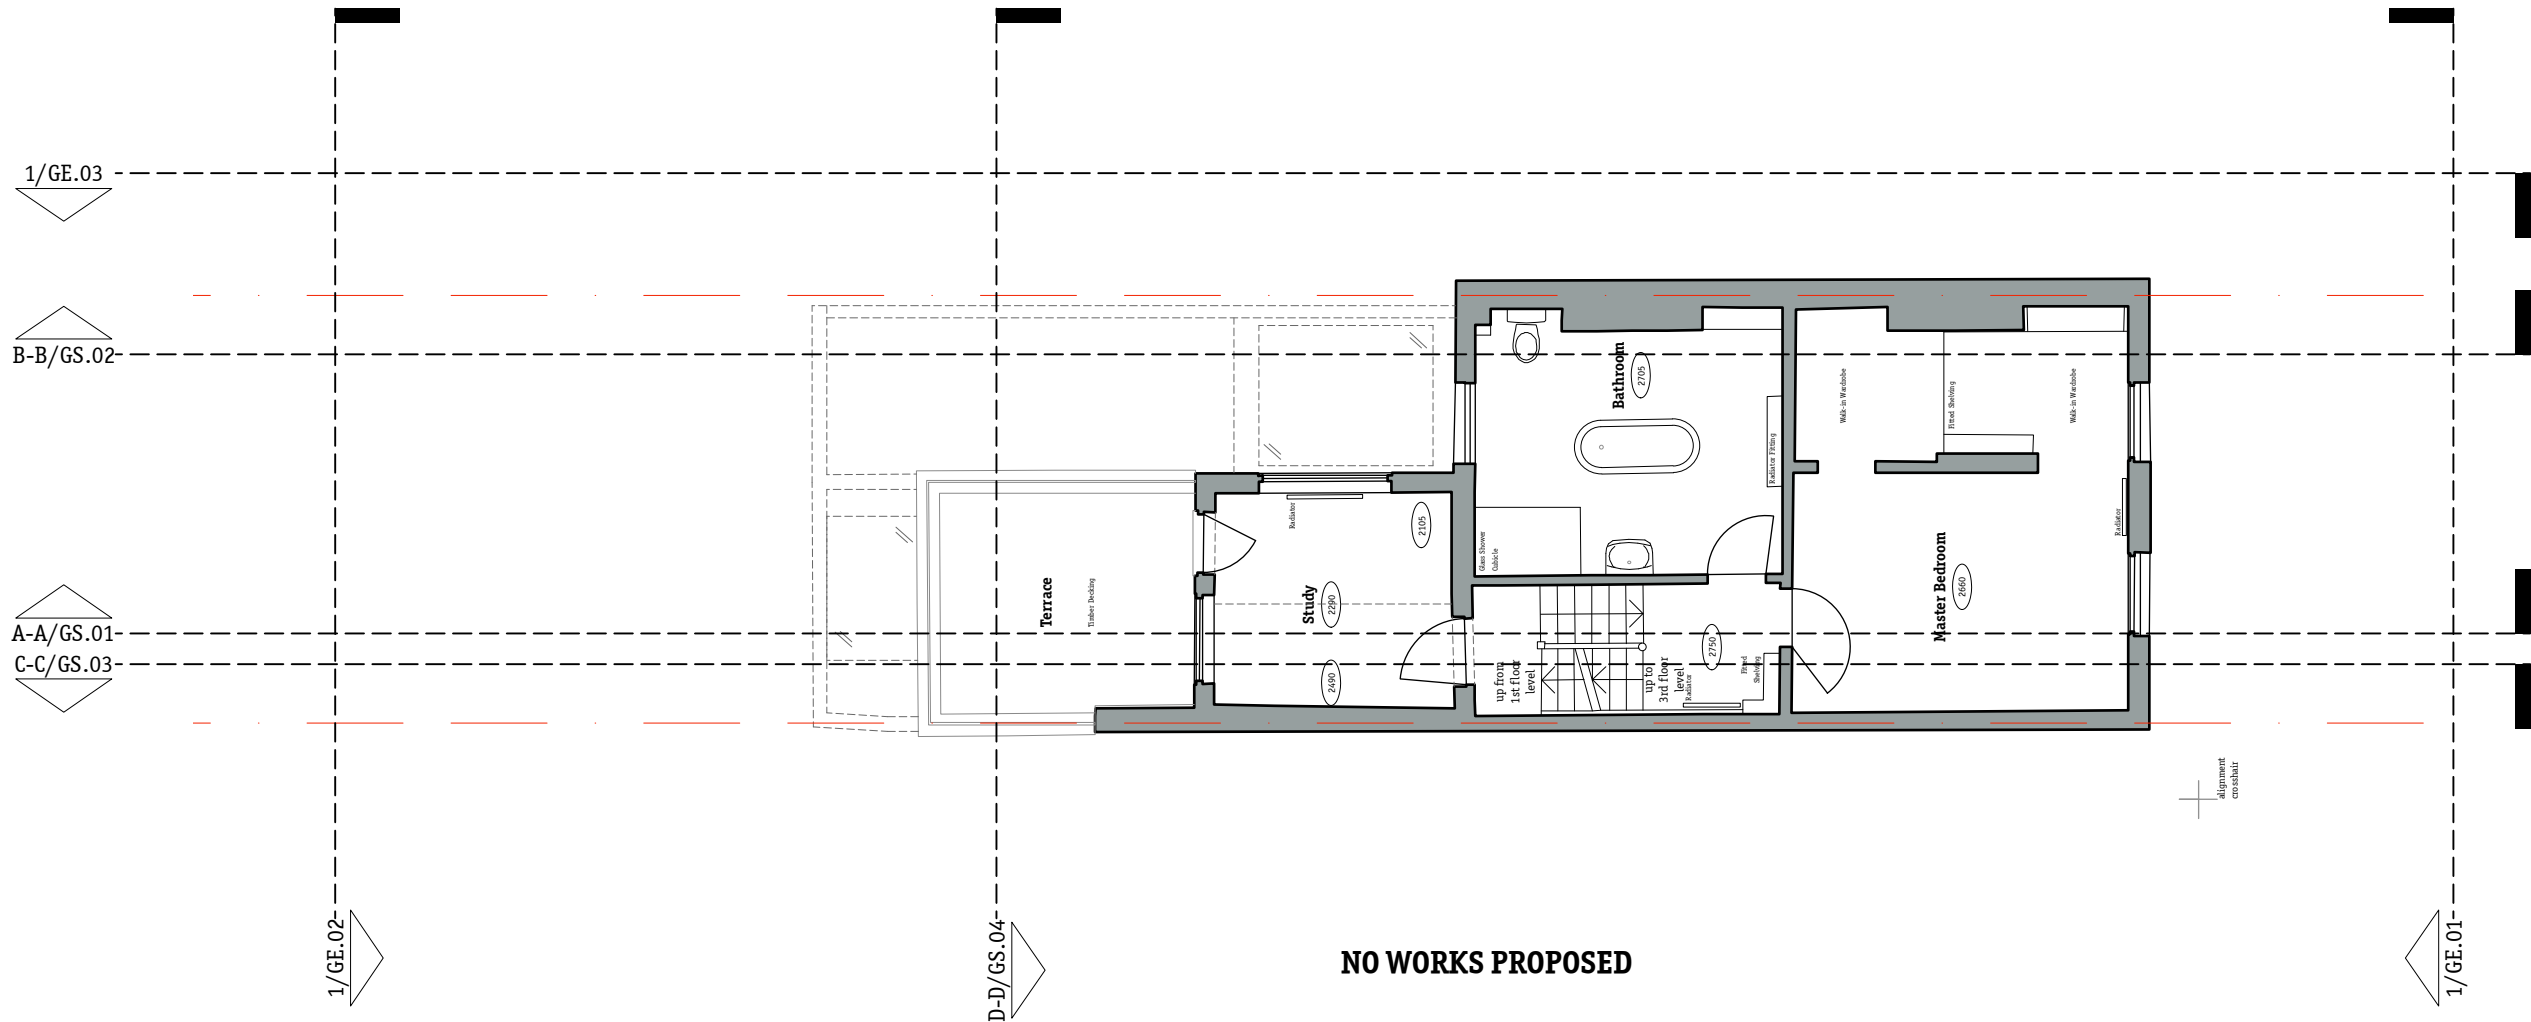 1/GE.03
B-B/GS.02
A-A/GS.01
C-C/GS.03
1/GE.02
D-D/GS.04
1/GE.01
Terrace
Timber Decking
Study
2290
2490
2105
Radiator
Bathroom
2705
Glass Shower
Cubicle
Radiator Fitting
up from
1st floor
level
up to
3rd floor
level
Radiator
2750
Fitted
Shelving
Walk-in Wardrobe
Fitted Shelving
Walk-in Wardrobe
Master Bedroom
2660
Radiator
alignment
crosshair
NO WORKS PROPOSED